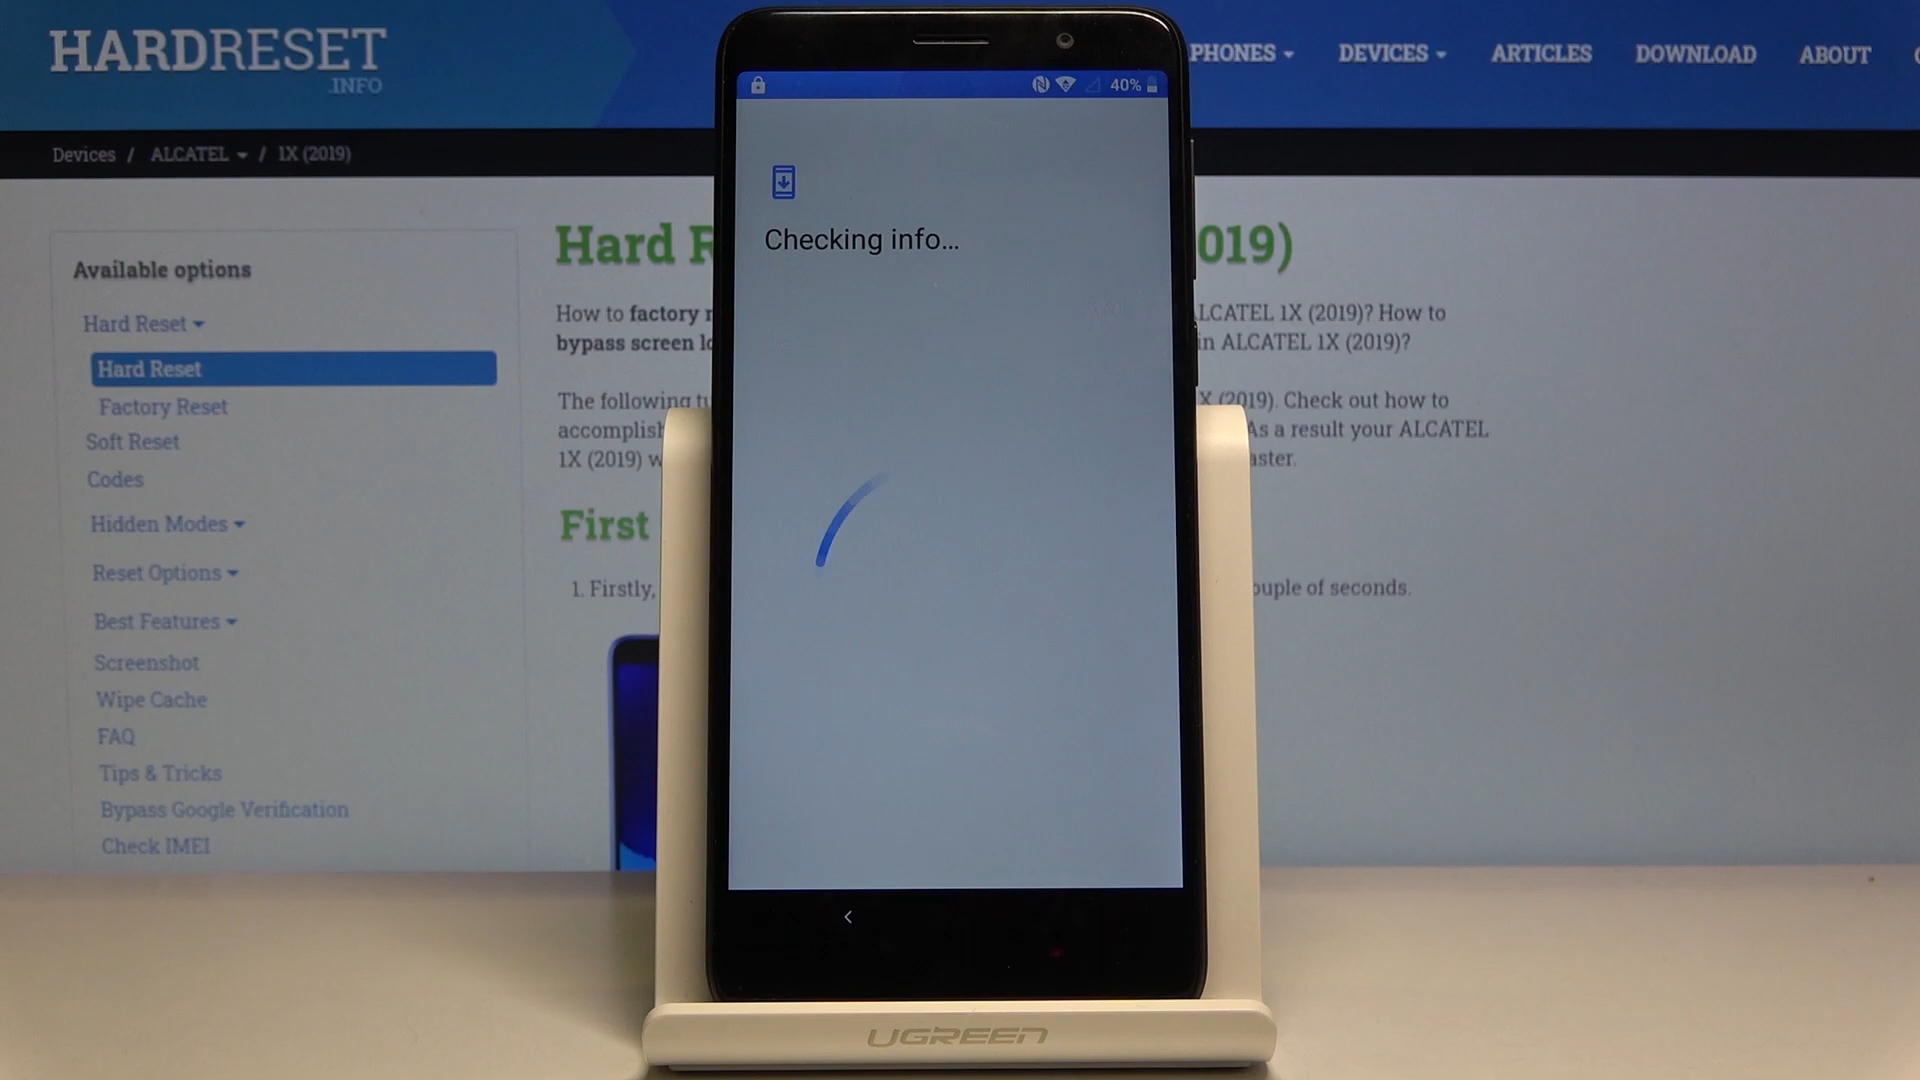 HARDRESET
.INFO
PHONES
DEVICES
ARTICLES
DOWNLOAD
ABOUT
Devices / ALCATEL / 1X (2019)
40%
Checking info...
Available options
Hard Reset
Hard Reset
Factory Reset
Soft Reset
Codes
Hidden Modes
Reset Options
Best Features
Screenshot
Wipe Cache
FAQ
Tips & Tricks
Bypass Google Verification
Check IMEI
Hard R 019)
How to factory r LCATEL 1X (2019)? How to
bypass screen lo in ALCATEL 1X (2019)?
The following tu X (2019). Check out how to
accomplish As a result your ALCATEL
1X (2019) w aster.
First
1. Firstly, ouple of seconds.
UGREEN